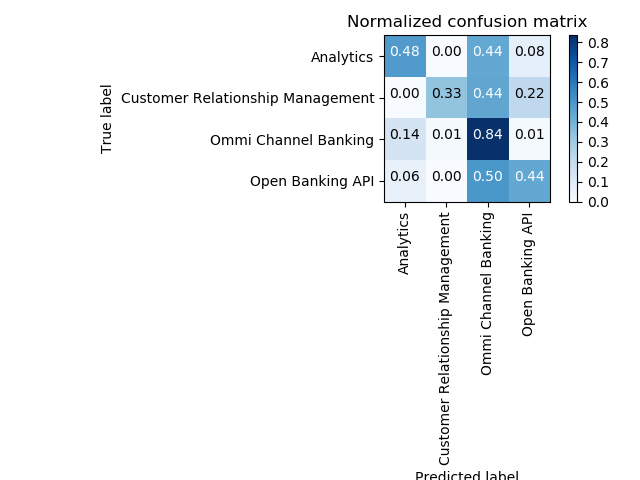 Normalized confusion matrix
True label
Analytics 0.48 0.00 0.44 0.08
Customer Relationship Management 0.00 0.33 0.44 0.22
Ommi Channel Banking 0.14 0.01 0.84 0.01
Open Banking API 0.06 0.00 0.50 0.44
Analytics
Customer Relationship Management
Ommi Channel Banking
Open Banking API
Predicted label
0.8
0.7
0.6
0.5
0.4
0.3
0.2
0.1
0.0